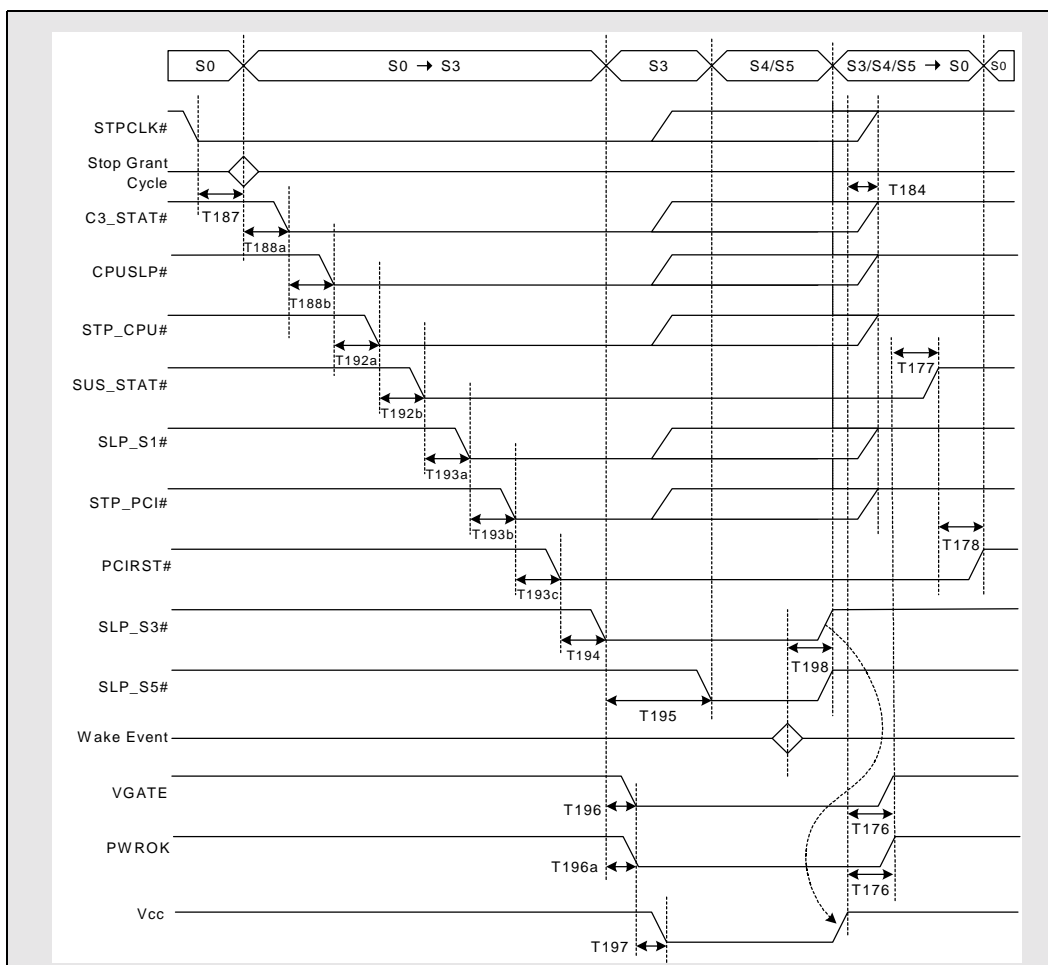 S0 S0 → S3 S3 S4/S5 S3/S4/S5 → S0 S0
STPCLK#
Stop Grant
Cycle
T184
T187
C3_STAT#
T188a
CPUSLP#
T188b
STP_CPU#
T192a
T177
SUS_STAT#
T192b
SLP_S1#
T193a
STP_PCI#
T193b
T178
PCIRST#
T193c
SLP_S3#
T194
T198
SLP_S5#
T195
Wake Event
VGATE
T196
T176
PWROK
T196a
T176
Vcc
T197